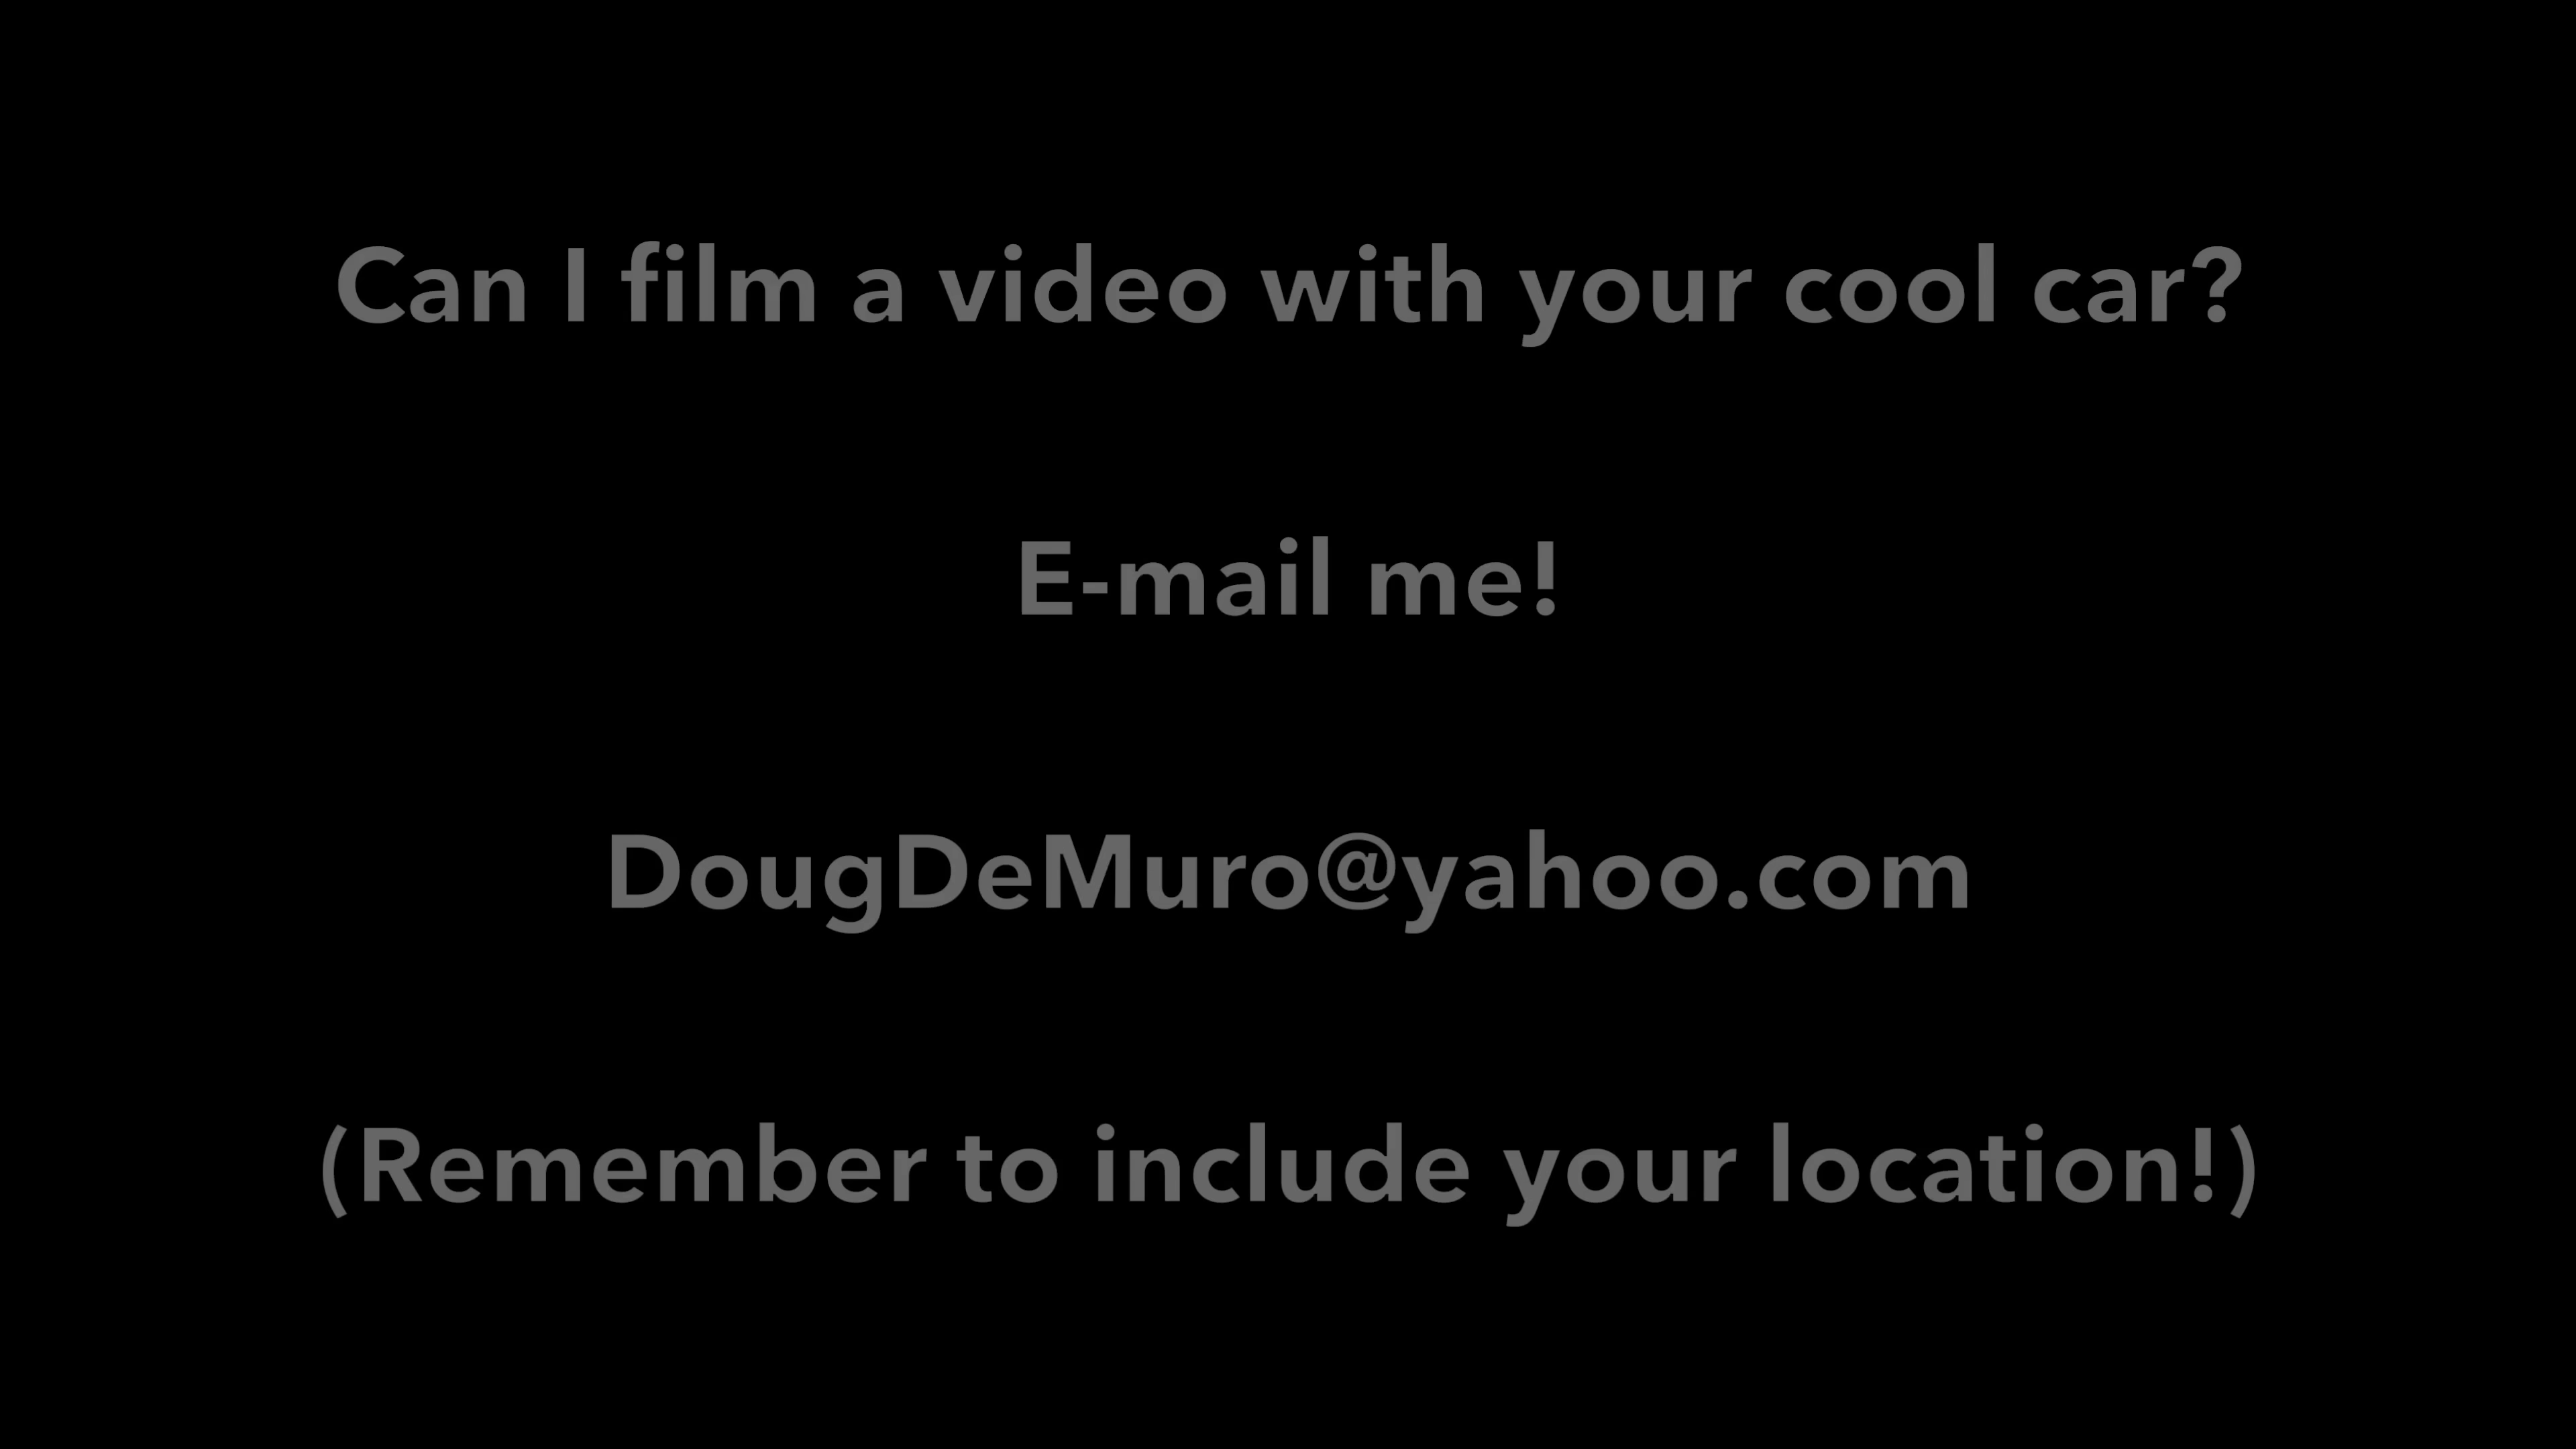 Can I film a video with your cool car?
E-mail me!
DougDeMuro@yahoo.com
(Remember to include your location!)